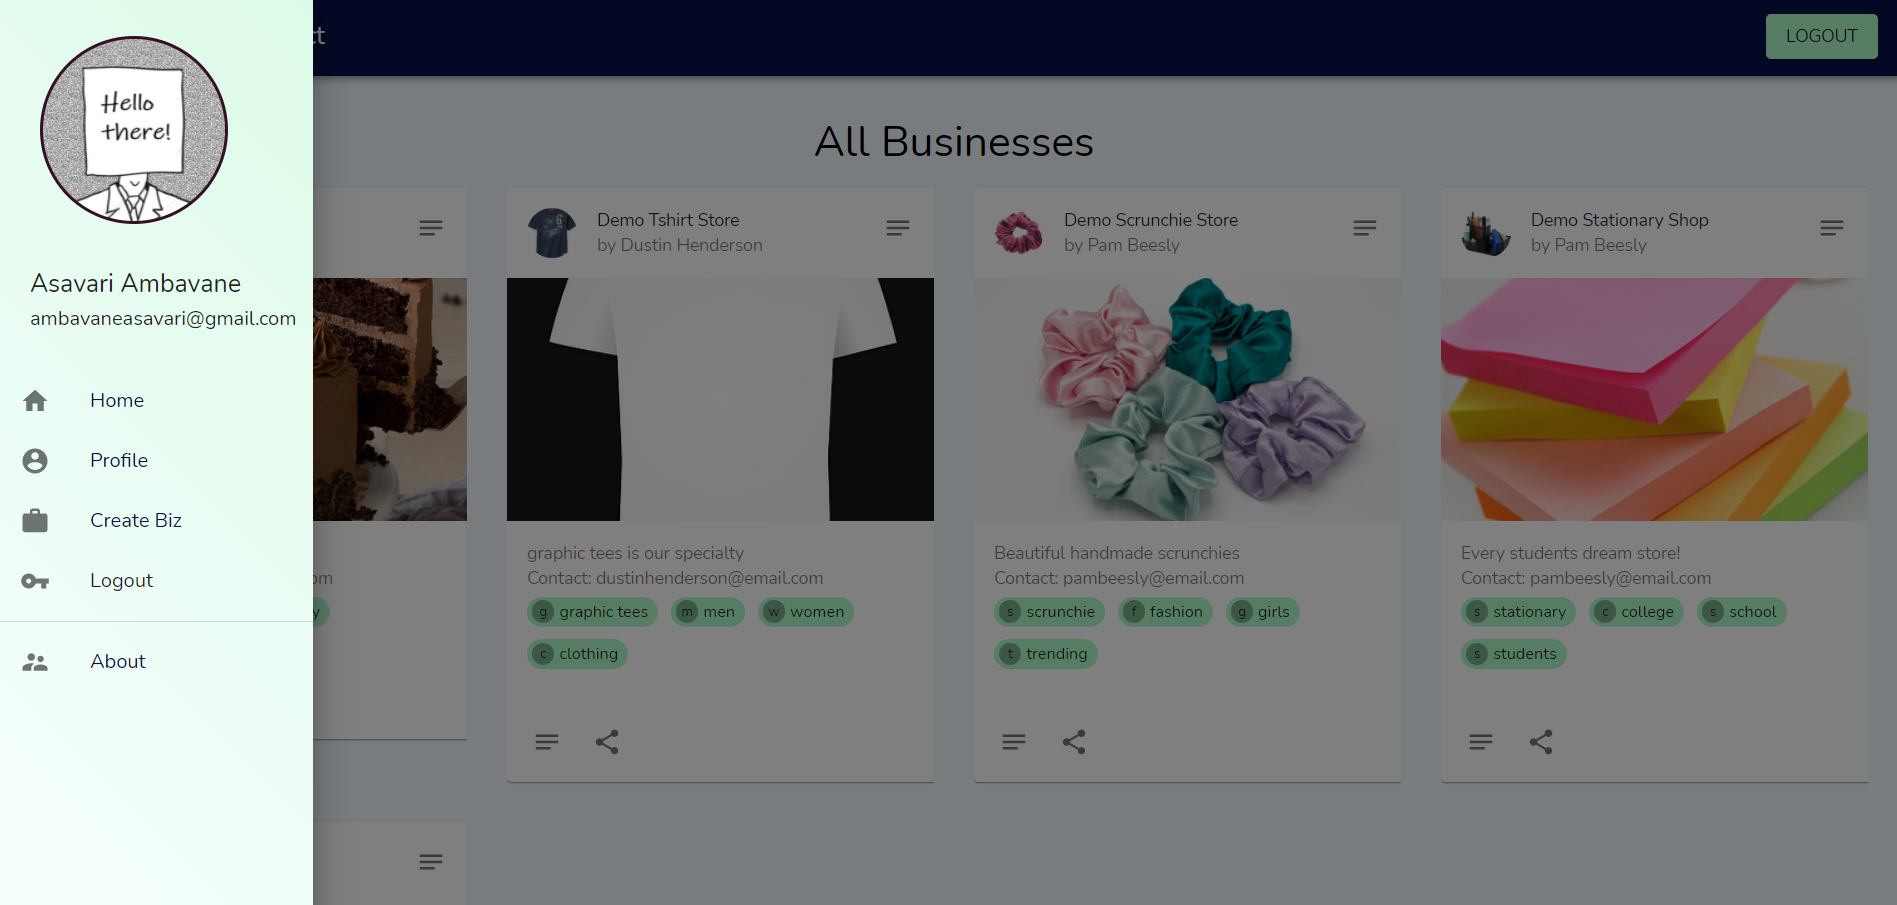 ct
LOGOUT
Hello
there!
Asavari Ambavane
ambavaneasavari@gmail.com
Home
Profile
Create Biz
Logout
About
All Businesses
om
y
Demo Tshirt Store
by Dustin Henderson
6
graphic tees is our specialty
Contact: dustinhenderson@email.com
g graphic tees m men w women
c clothing
Demo Scrunchie Store
by Pam Beesly
Beautiful handmade scrunchies
Contact: pambeesly@email.com
s scrunchie f fashion g girls
t trending
Demo Stationary Shop
by Pam Beesly
Every students dream store!
Contact: pambeesly@email.com
s stationary c college s school
s students